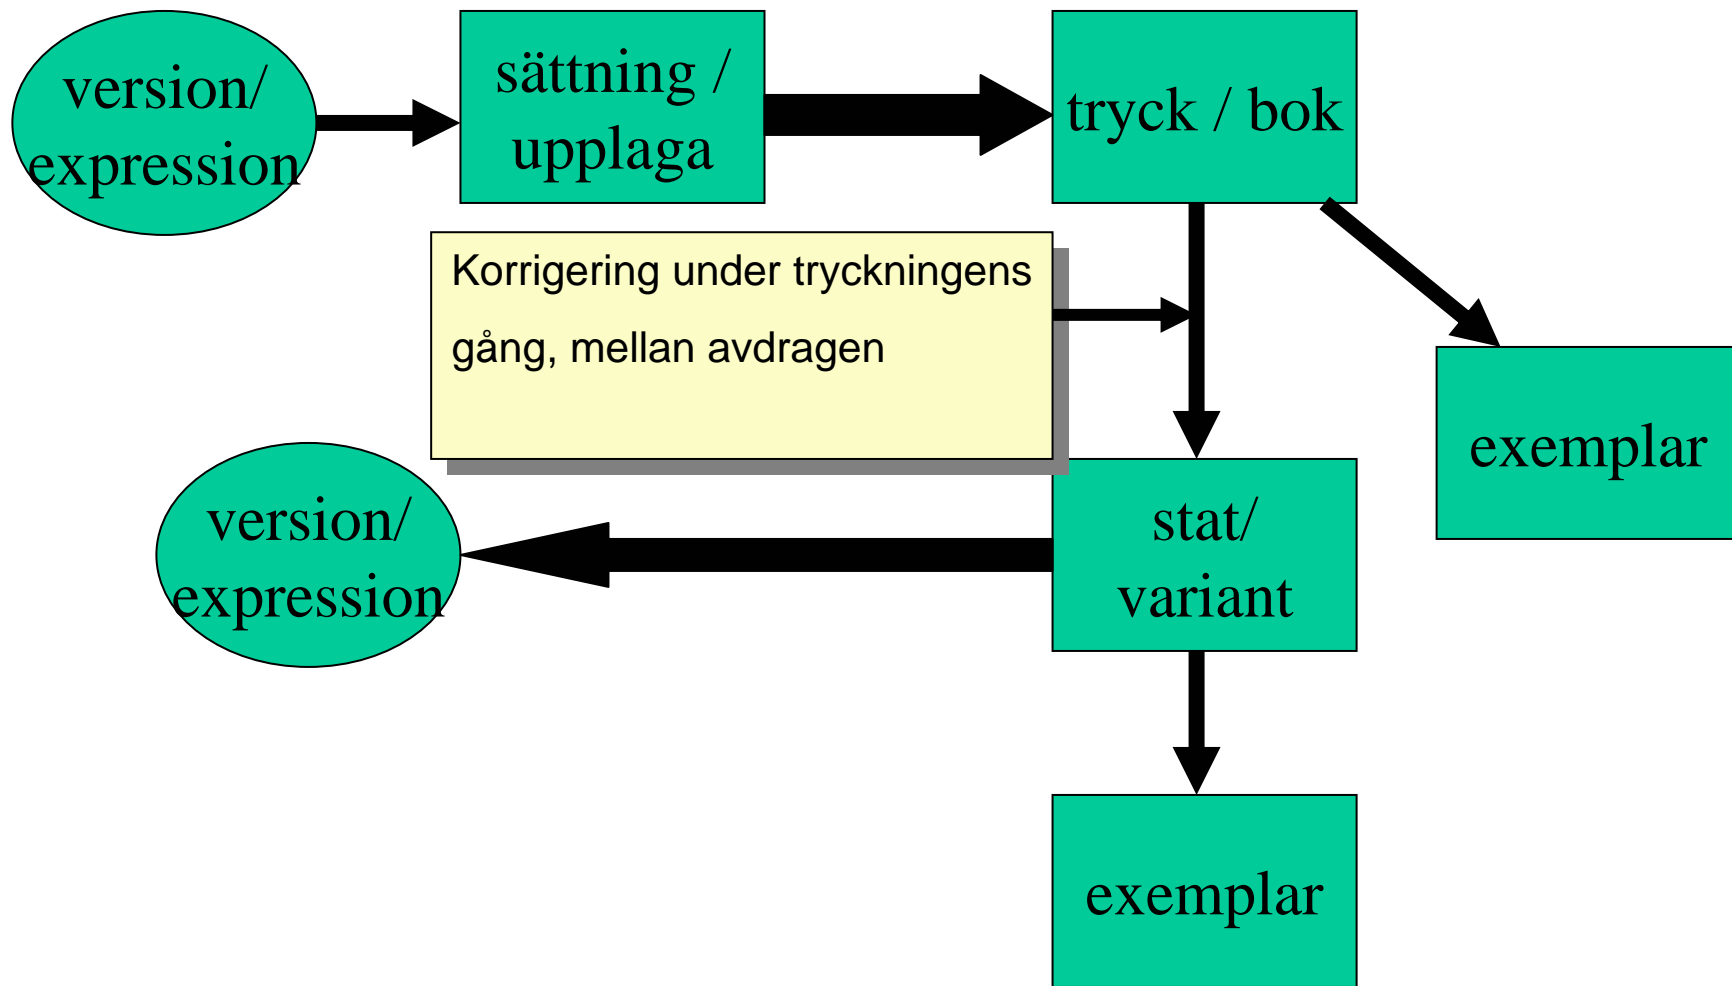 version/
expression
sättning /
upplaga
tryck / bok
Korrigering under tryckningens
gång, mellan avdragen
exemplar
version/
expression
stat/
variant
exemplar